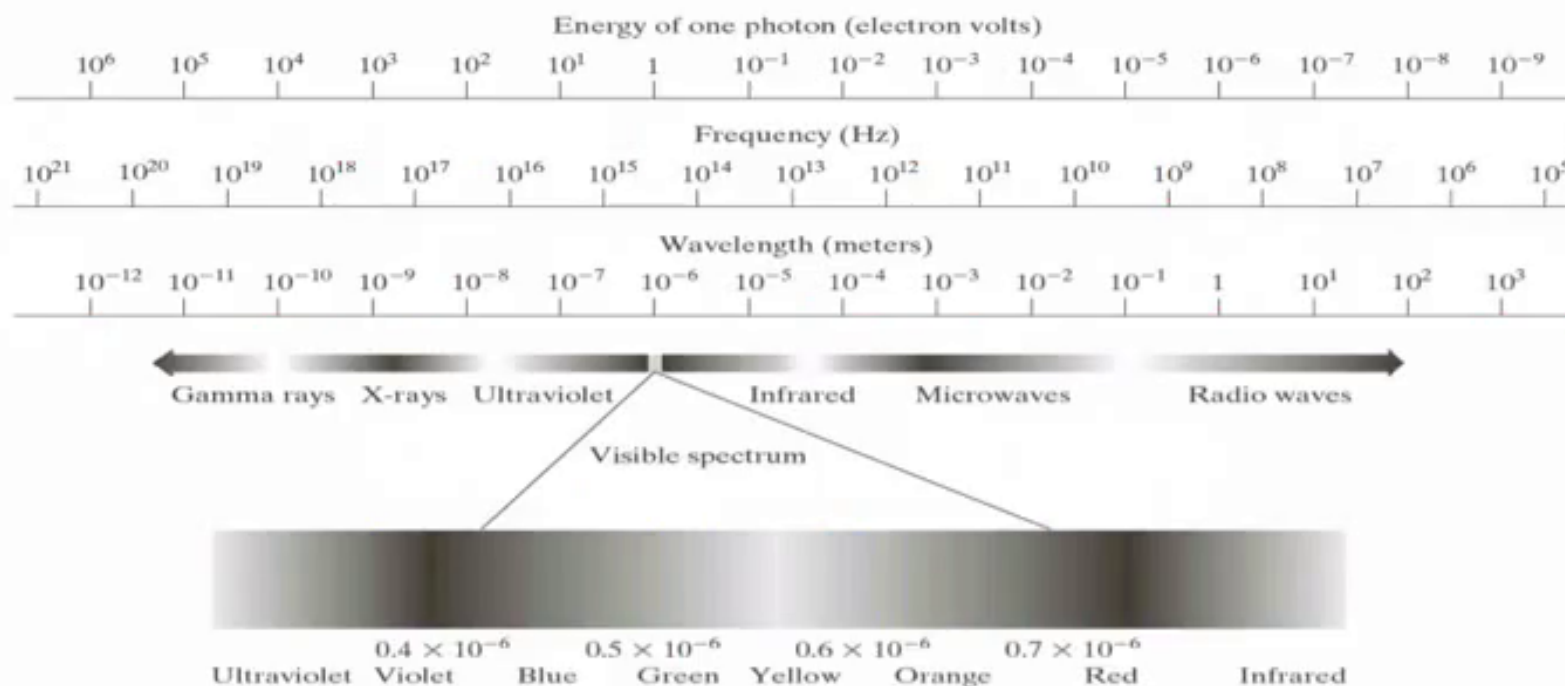 Energy of one photon (electron volts)
10⁶ 10⁵ 10⁴ 10³ 10² 10¹ 1 10⁻¹ 10⁻² 10⁻³ 10⁻⁴ 10⁻⁵ 10⁻⁶ 10⁻⁷ 10⁻⁸ 10⁻⁹
Frequency (Hz)
10²¹ 10²⁰ 10¹⁹ 10¹⁸ 10¹⁷ 10¹⁶ 10¹⁵ 10¹⁴ 10¹³ 10¹² 10¹¹ 10¹⁰ 10⁹ 10⁸ 10⁷ 10⁶ 10⁵
Wavelength (meters)
10⁻¹² 10⁻¹¹ 10⁻¹⁰ 10⁻⁹ 10⁻⁸ 10⁻⁷ 10⁻⁶ 10⁻⁵ 10⁻⁴ 10⁻³ 10⁻² 10⁻¹ 1 10¹ 10² 10³
Gamma rays X-rays Ultraviolet Infrared Microwaves Radio waves
Visible spectrum
0.4 × 10⁻⁶ 0.5 × 10⁻⁶ 0.6 × 10⁻⁶ 0.7 × 10⁻⁶
Ultraviolet Violet Blue Green Yellow Orange Red Infrared